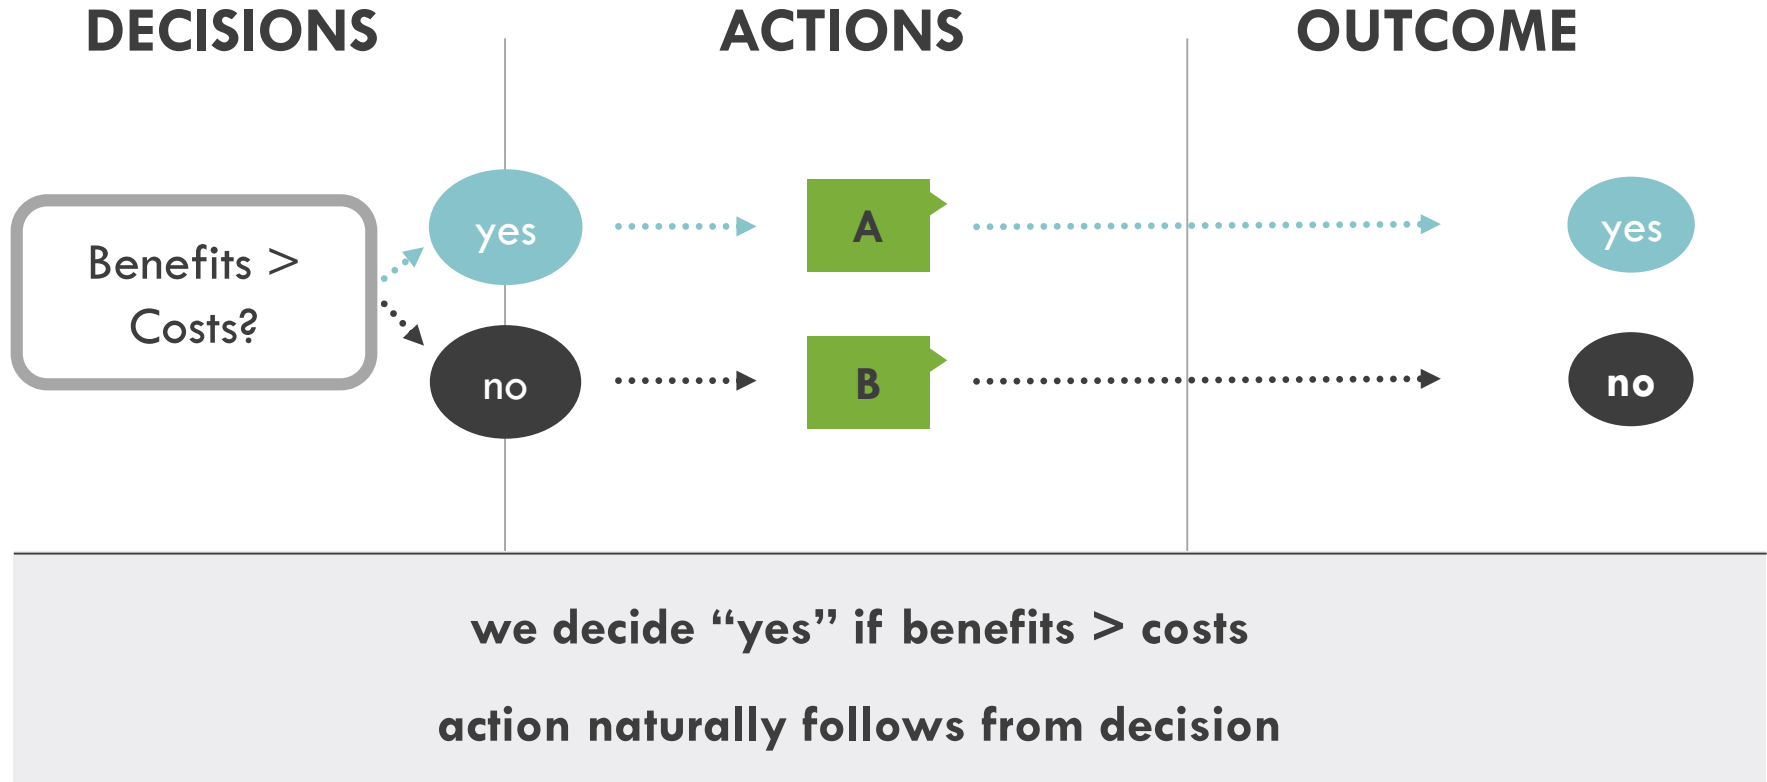 DECISIONS
ACTIONS
OUTCOME
Benefits >
Costs?
yes
A
yes
no
B
no
we decide “yes” if benefits > costs
action naturally follows from decision